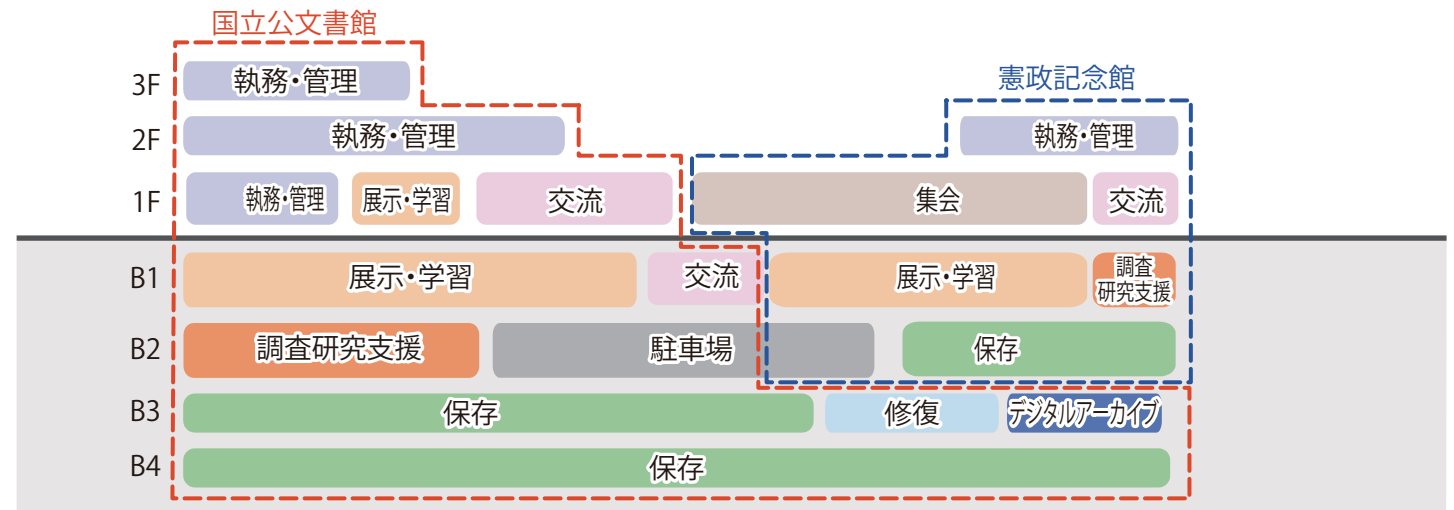 国立公文書館
憲政記念館
3F 執務・管理
2F 執務・管理 執務・管理
1F 執務・管理 展示・学習 交流 集会 交流
B1 展示・学習 交流 展示・学習 調査
研究支援
B2 調査研究支援 駐車場 保存
B3 保存 修復 デジタルアーカイブ
B4 保存